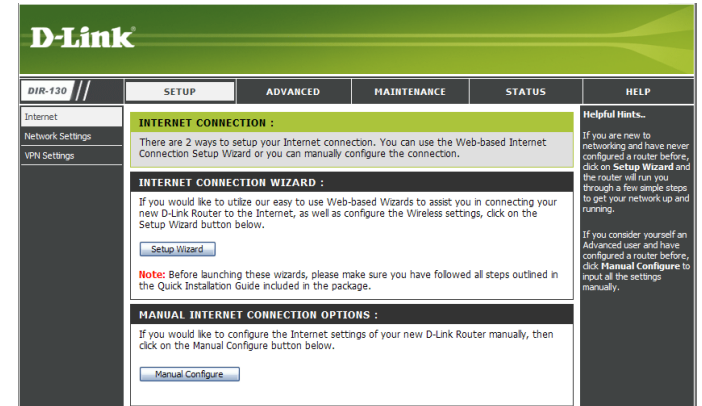 D-Link
DIR-130 // SETUP ADVANCED MAINTENANCE STATUS HELP
Internet
Network Settings
VPN Settings
INTERNET CONNECTION :
There are 2 ways to setup your Internet connection. You can use the Web-based Internet
Connection Setup Wizard or you can manually configure the connection.
INTERNET CONNECTION WIZARD :
If you would like to utilize our easy to use Web-based Wizards to assist you in connecting your
new D-Link Router to the Internet, as well as configure the Wireless settings, click on the
Setup Wizard button below.
Setup Wizard
Note: Before launching these wizards, please make sure you have followed all steps outlined in
the Quick Installation Guide included in the package.
MANUAL INTERNET CONNECTION OPTIONS :
If you would like to configure the Internet settings of your new D-Link Router manually, then
click on the Manual Configure button below.
Manual Configure
Helpful Hints..
If you are new to
networking and have never
configured a router before,
click on Setup Wizard and
the router will run you
through a few simple steps
to get your network up and
running.
If you consider yourself an
Advanced user and have
configured a router before,
click Manual Configure to
input all the settings
manually.